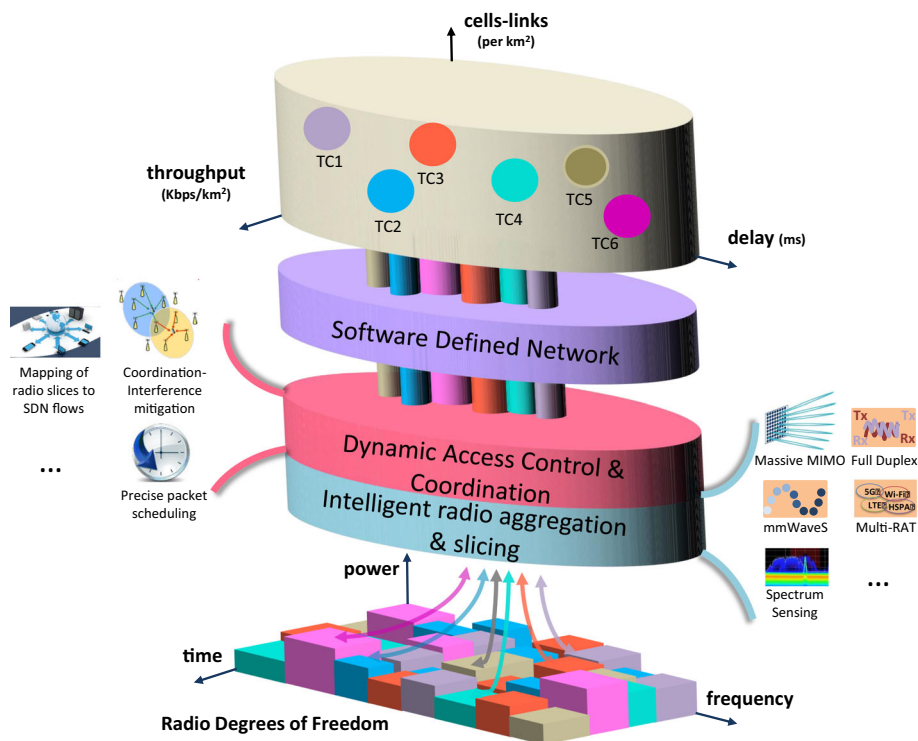 cells-links
(per km²)
TC1
TC3
TC5
throughput
(Kbps/km²)
TC2
TC4
TC6
delay (ms)
Software Defined Network
Mapping of
radio slices to
SDN flows
Coordination-
Interference
mitigation
...
Precise packet
scheduling
Dynamic Access Control &
Coordination
Intelligent radio aggregation
& slicing
Tx
Tx
Rx
Rx
Massive MIMO
Full Duplex
5G
Wi-Fi
LTE
HSPA
mmWaveS
Multi-RAT
Spectrum
Sensing
...
power
time
frequency
Radio Degrees of Freedom